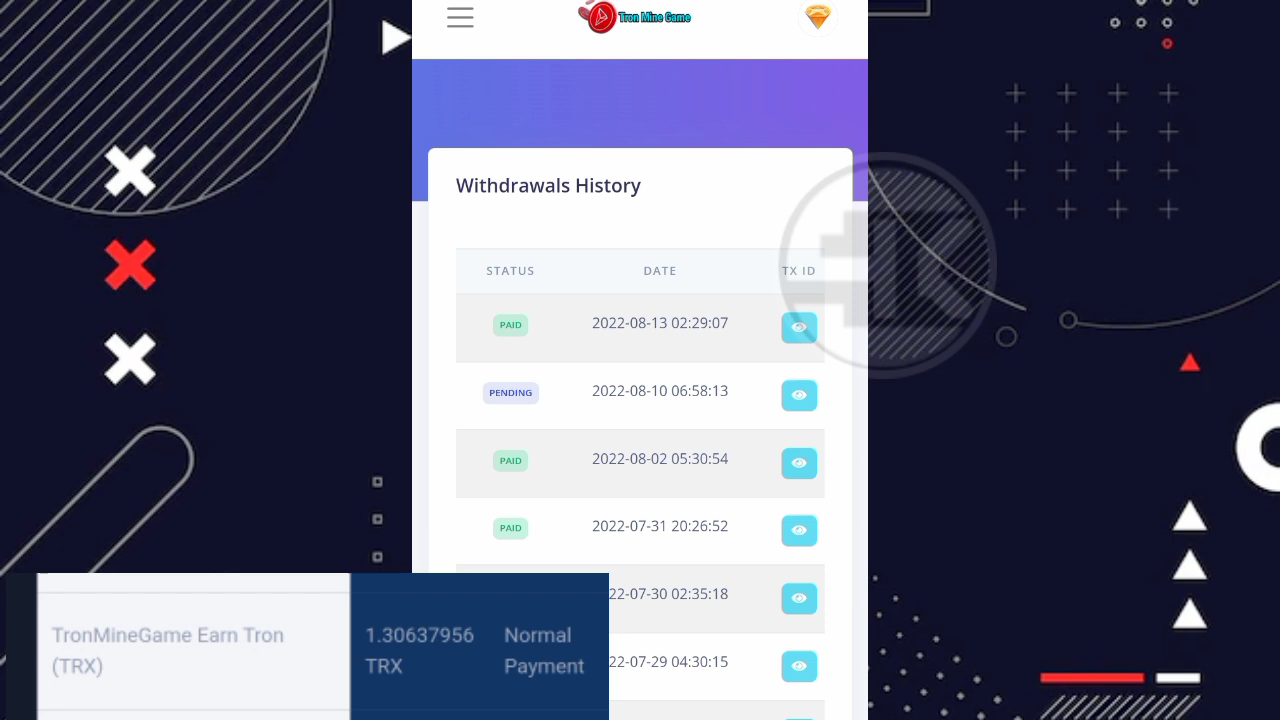 Tron Mine Game
Withdrawals History
STATUS DATE TX ID
PAID 2022-08-13 02:29:07
PENDING 2022-08-10 06:58:13
PAID 2022-08-02 05:30:54
PAID 2022-07-31 20:26:52
22-07-30 02:35:18
22-07-29 04:30:15
TronMineGame Earn Tron
(TRX)
1.30637956
TRX
Normal
Payment